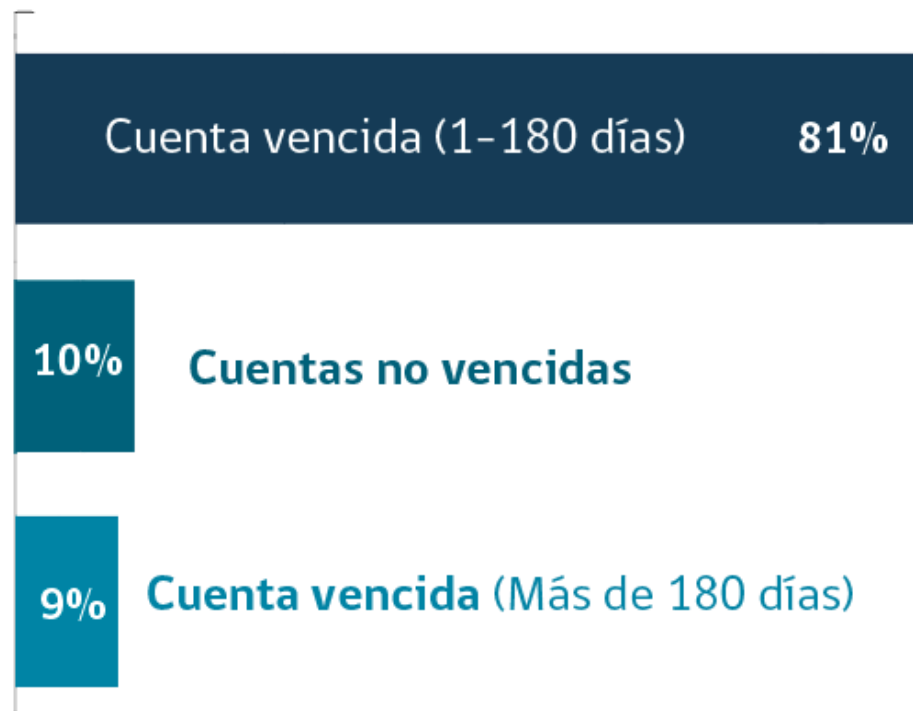 Cuenta vencida (1-180 días) 81%
10% Cuentas no vencidas
9% Cuenta vencida (Más de 180 días)